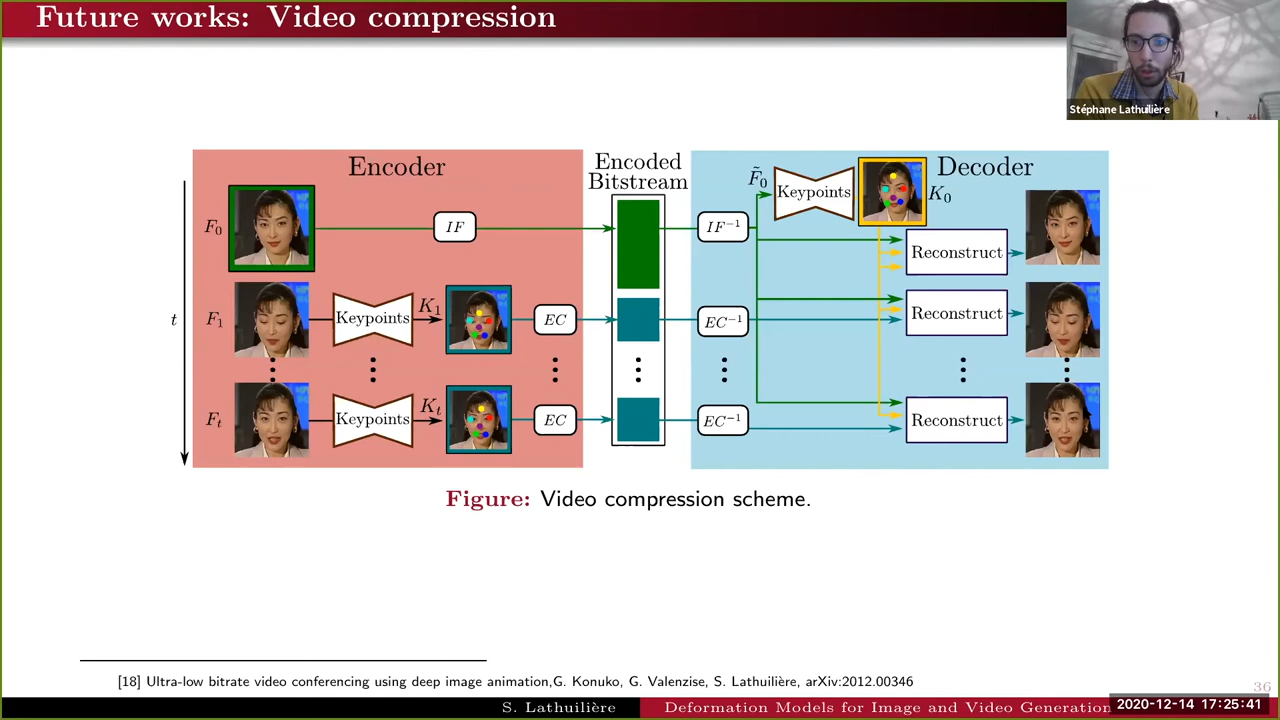 Future works: Video compression
Stéphane Lathuilière
Encoder
Encoded
Bitstream
Decoder
F̃0
Keypoints
K0
F0
IF
IF⁻¹
Reconstruct
t
F1
Keypoints
K1
EC
EC⁻¹
Reconstruct
Ft
Keypoints
Kt
EC
EC⁻¹
Reconstruct
Figure: Video compression scheme.
[18] Ultra-low bitrate video conferencing using deep image animation,G. Konuko, G. Valenzise, S. Lathuilière, arXiv:2012.00346
36
S. Lathuilière
Deformation Models for Image and Video Generation
2020-12-14 17:25:41